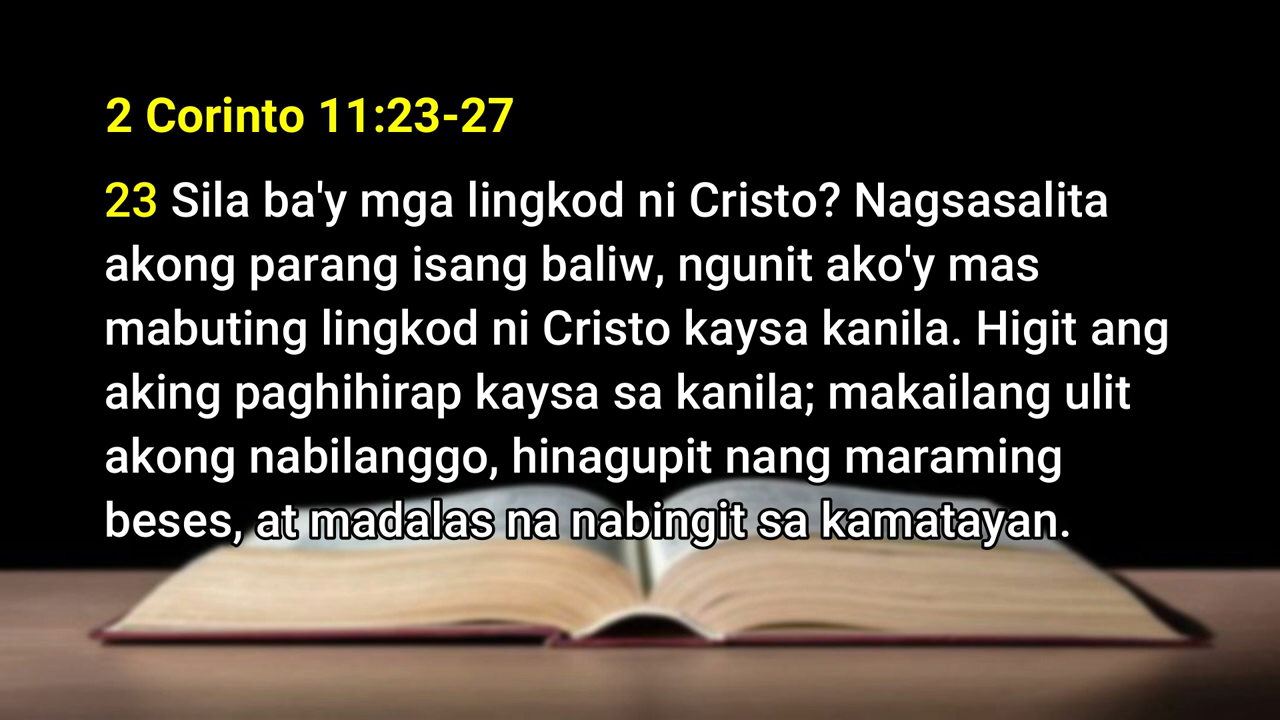 2 Corinto 11:23-27
23 Sila ba'y mga lingkod ni Cristo? Nagsasalita
akong parang isang baliw, ngunit ako'y mas
mabuting lingkod ni Cristo kaysa kanila. Higit ang
aking paghihirap kaysa sa kanila; makailang ulit
akong nabilanggo, hinagupit nang maraming
beses, at madalas na nabingit sa kamatayan.